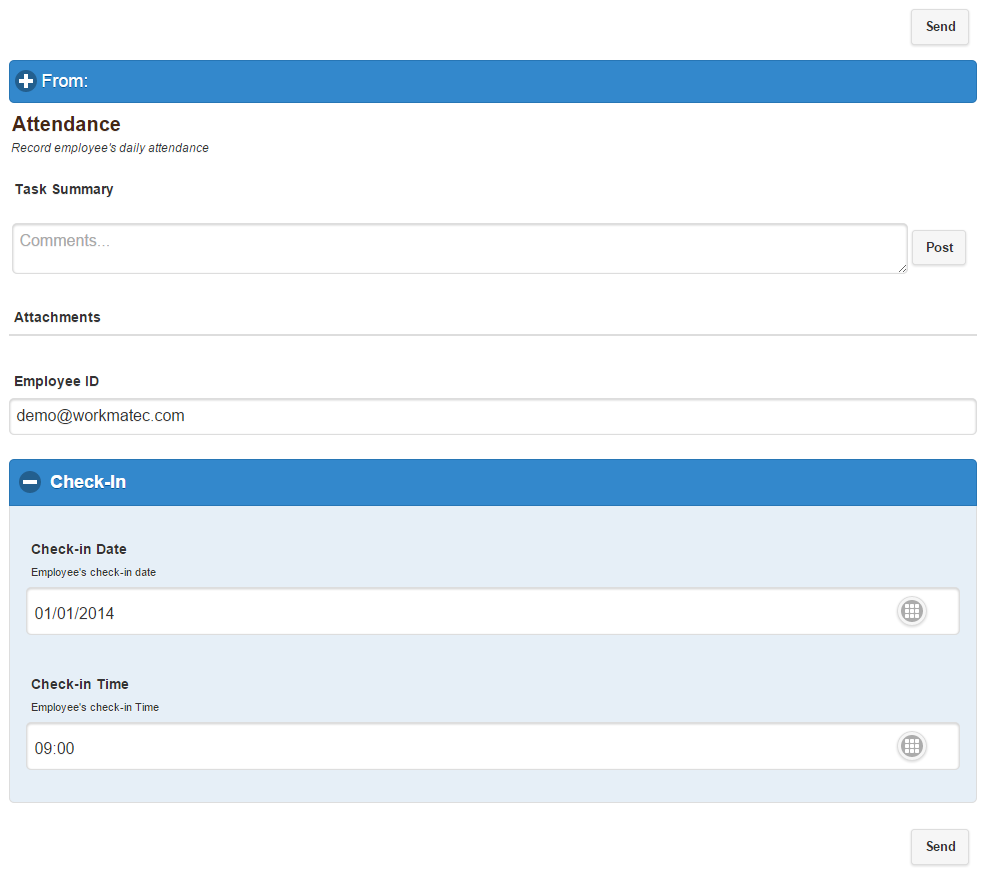 Send
From:
Attendance
Record employee's daily attendance
Task Summary
Comments...
Post
Attachments
Employee ID
demo@workmatec.com
Check-In
Check-in Date
Employee's check-in date
01/01/2014
Check-in Time
Employee's check-in Time
09:00
Send